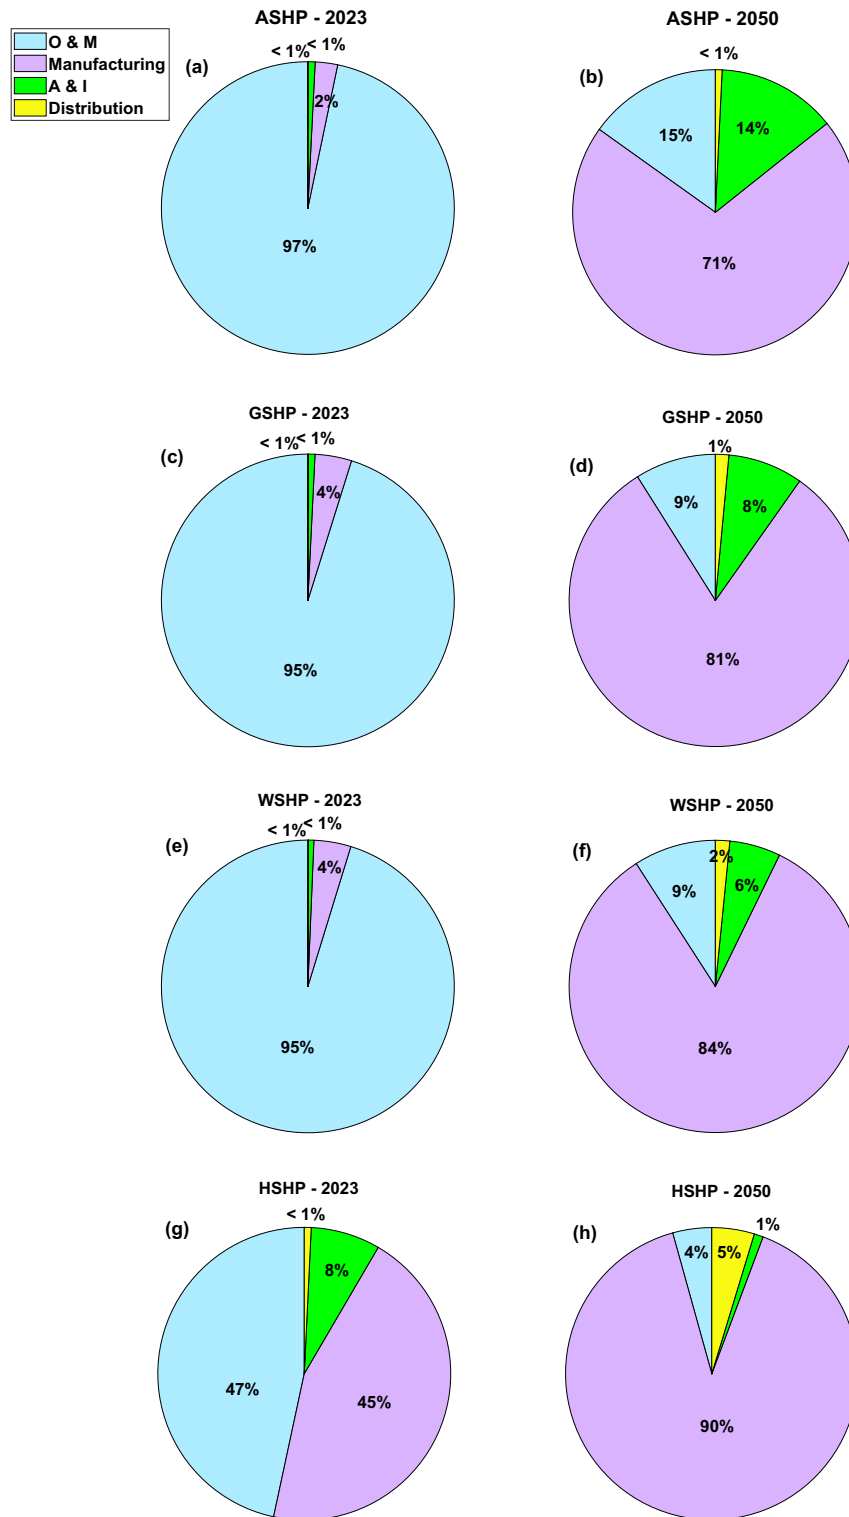 ASHP - 2023
ASHP - 2050
O & M
Manufacturing
A & I
Distribution
(a)
< 1%
< 1%
2%
97%
(b)
< 1%
15%
14%
71%
GSHP - 2023
GSHP - 2050
(c)
< 1%
< 1%
4%
95%
(d)
1%
9%
8%
81%
WSHP - 2023
WSHP - 2050
(e)
< 1%
< 1%
4%
95%
(f)
2%
9%
6%
84%
HSHP - 2023
HSHP - 2050
(g)
< 1%
8%
47%
45%
(h)
1%
4%
5%
90%